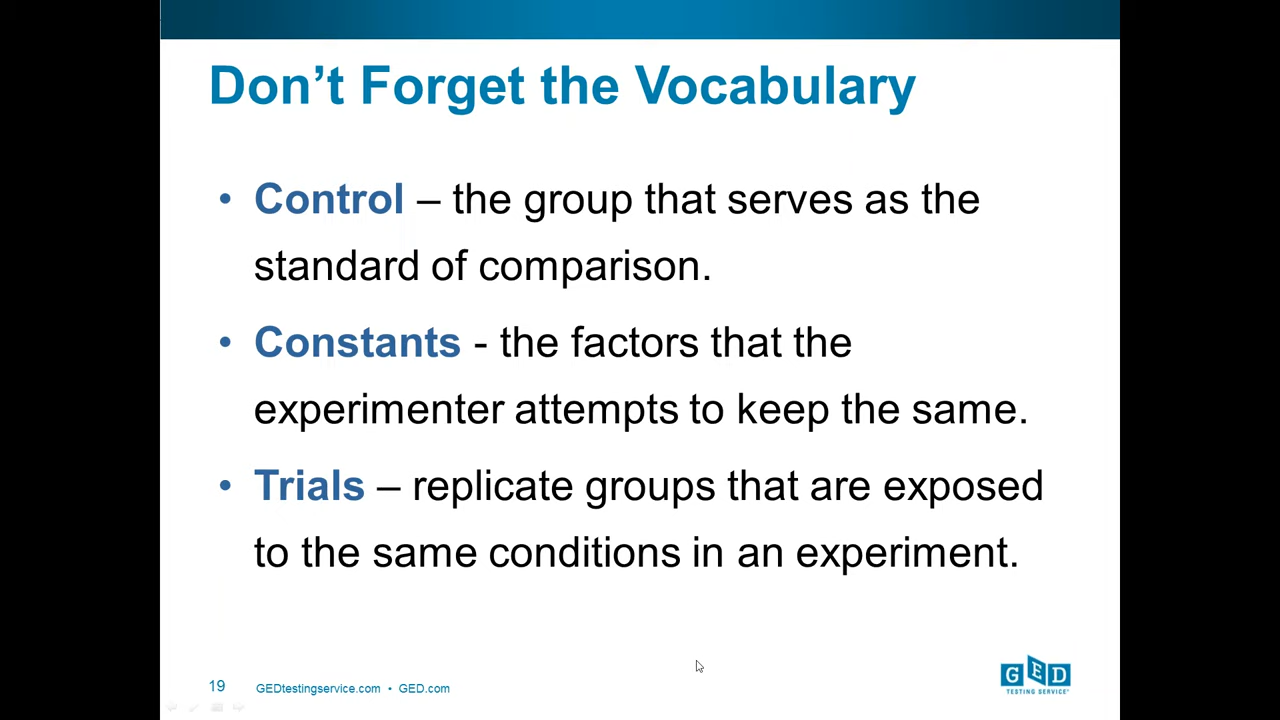 Don’t Forget the Vocabulary
• Control – the group that serves as the
standard of comparison.
• Constants - the factors that the
experimenter attempts to keep the same.
• Trials – replicate groups that are exposed
to the same conditions in an experiment.
19 GEDtestingservice.com • GED.com
GED
TESTING SERVICE®